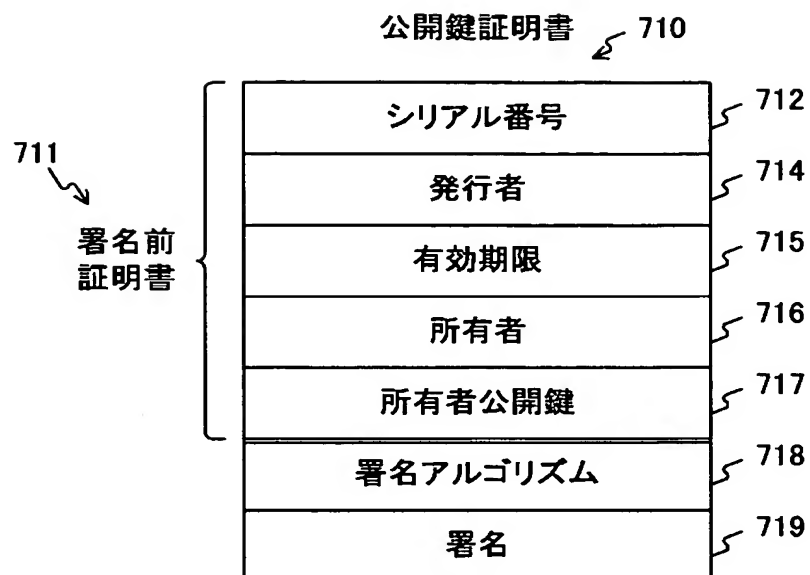 公開鍵証明書 710
シリアル番号 712
711
発行者 714
署名前
証明書
有効期限 715
所有者 716
所有者公開鍵 717
署名アルゴリズム 718
署名 719